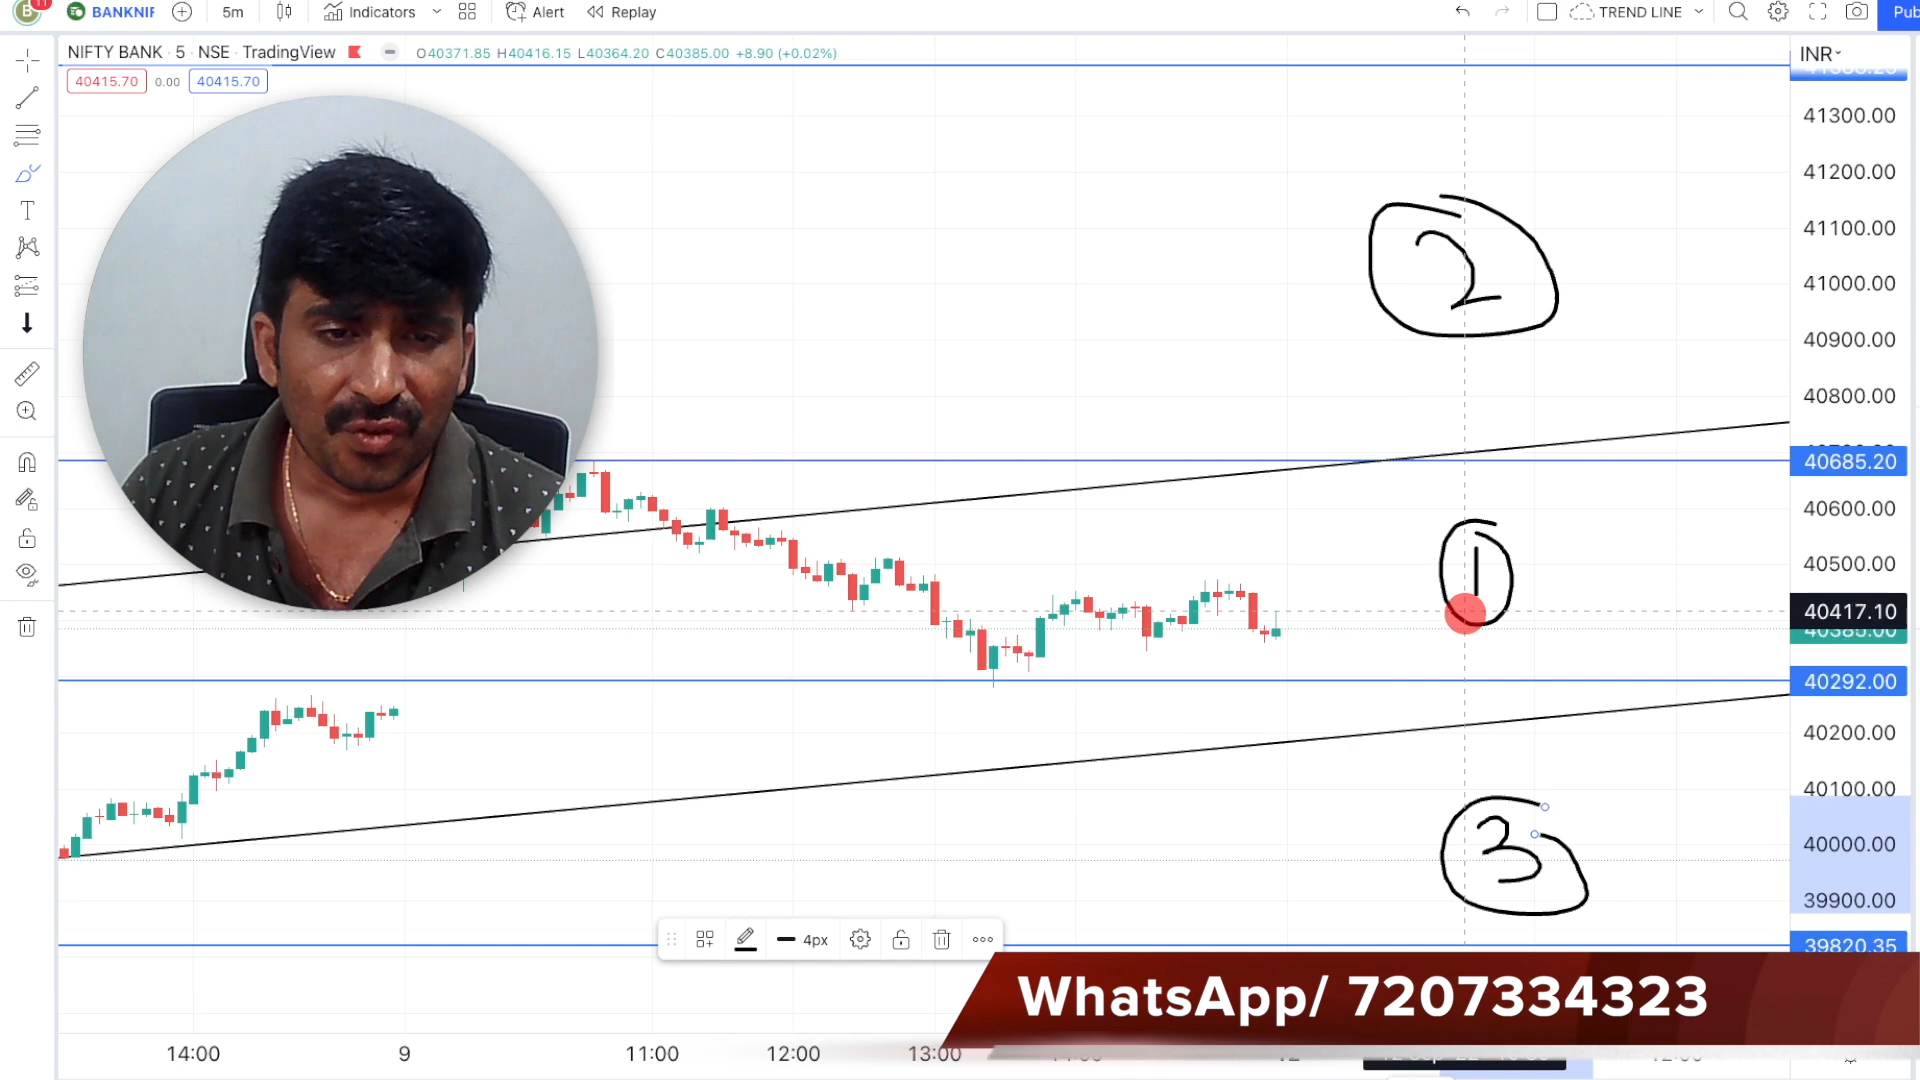 B
11
BANKNIF
5m
Indicators
Alert
Replay
TREND LINE
Pub
NIFTY BANK · 5 · NSE · TradingView
O40371.85 H40416.15 L40364.20 C40385.00 +8.90 (+0.02%)
INR
40415.70 0.00 40415.70
41300.00
41200.00
41100.00
2
41000.00
40900.00
40800.00
40685.20
40600.00
1
40500.00
40417.10
40385.00
40292.00
40200.00
40100.00
3
40000.00
39900.00
4px
39820.35
WhatsApp/ 7207334323
14:00 9 11:00 12:00 13:00